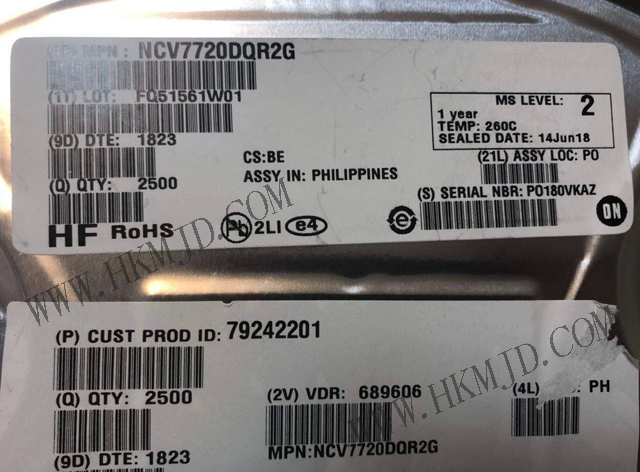 (P) MPN : NCV7720DQR2G
(1T) LOT: FQ51561W01
(9D) DTE: 1823
(Q) QTY: 2500
HF RoHS
CS:BE
ASSY IN: PHILIPPINES
Pb 2LI e4 e
MS LEVEL: 2
1 year
TEMP: 260C
SEALED DATE: 14Jun18
(21L) ASSY LOC: PO
(S) SERIAL NBR: PO180VKAZ
ON
WWW.HKMJD.COM
(P) CUST PROD ID: 79242201
(Q) QTY: 2500
(9D) DTE: 1823
(2V) VDR: 689606
MPN:NCV7720DQR2G
(4L) PH
WWW.HKMJD.COM